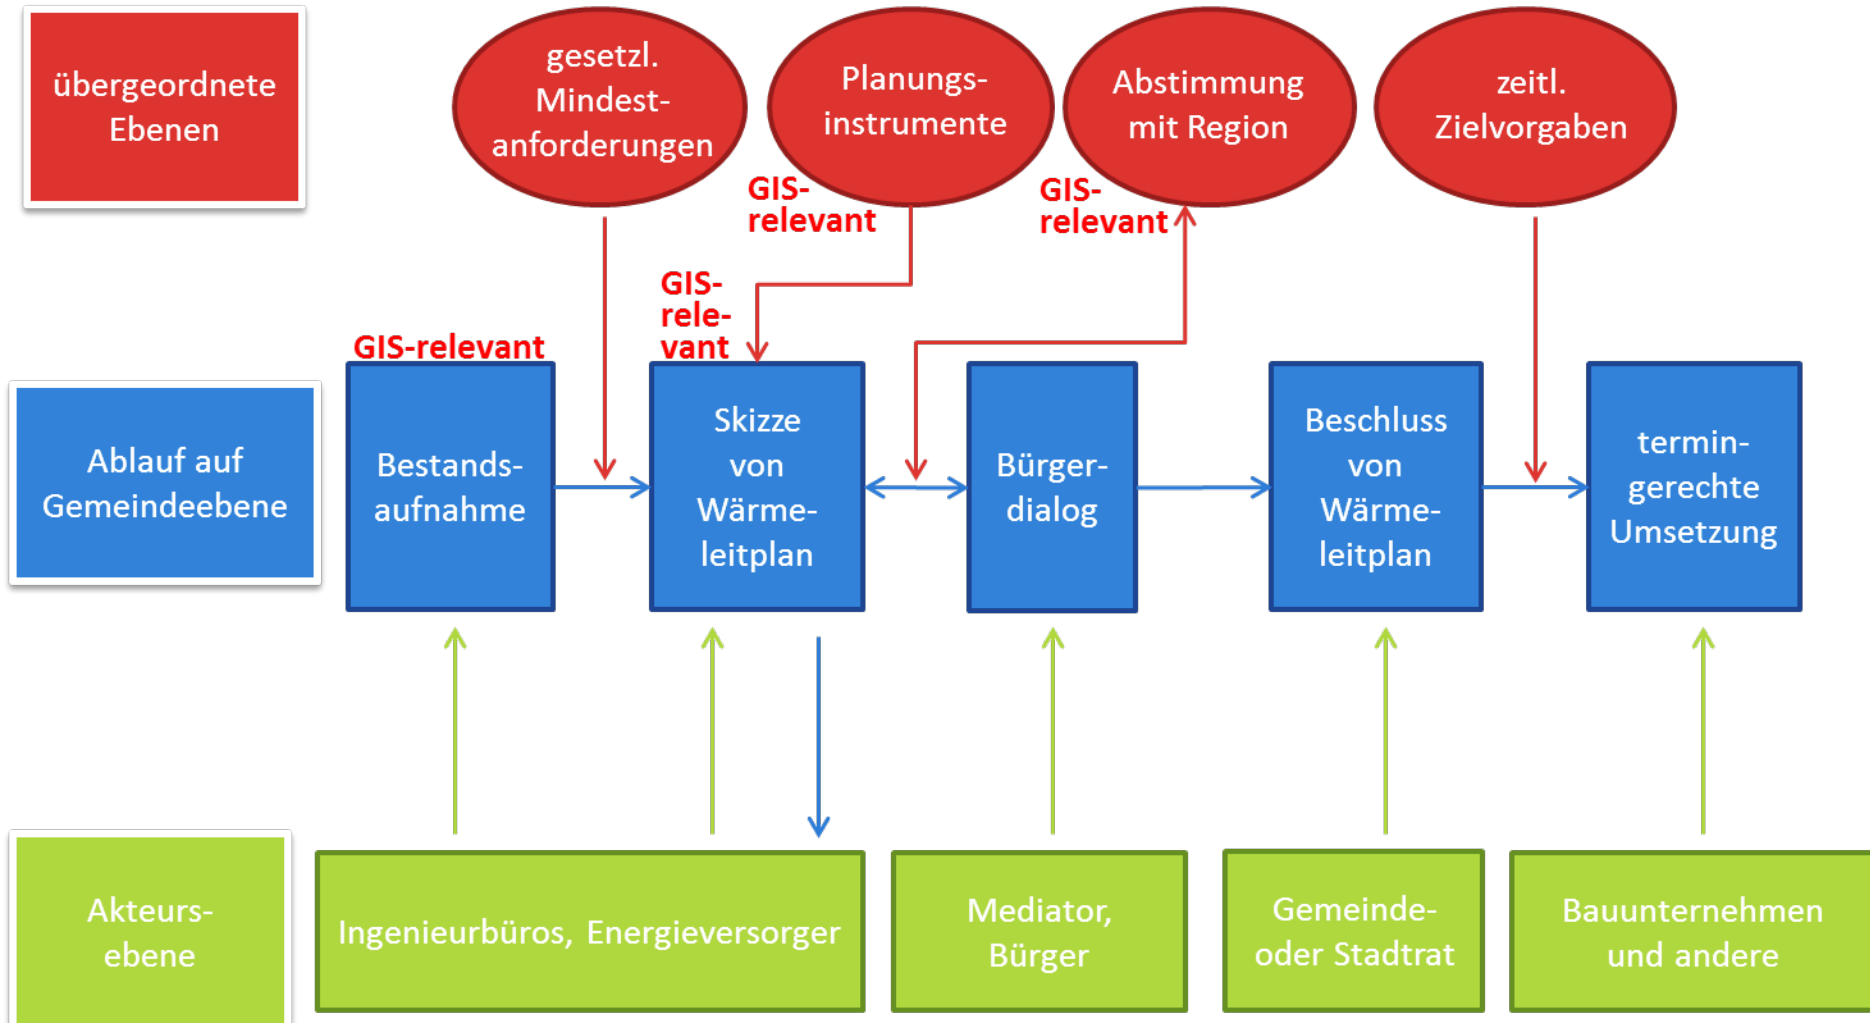 übergeordnete
Ebenen
gesetzl.
Mindest-
anforderungen
Planungs-
instrumente
Abstimmung
mit Region
zeitl.
Zielvorgaben
GIS-
relevant
GIS-
relevant
GIS-
rele-
vant
GIS-relevant
Ablauf auf
Gemeindeebene
Bestands-
aufnahme
Skizze
von
Wärme-
leitplan
Bürger-
dialog
Beschluss
von
Wärme-
leitplan
termin-
gerechte
Umsetzung
Akteurs-
ebene
Ingenieurbüros, Energieversorger
Mediator,
Bürger
Gemeinde-
oder Stadtrat
Bauunternehmen
und andere